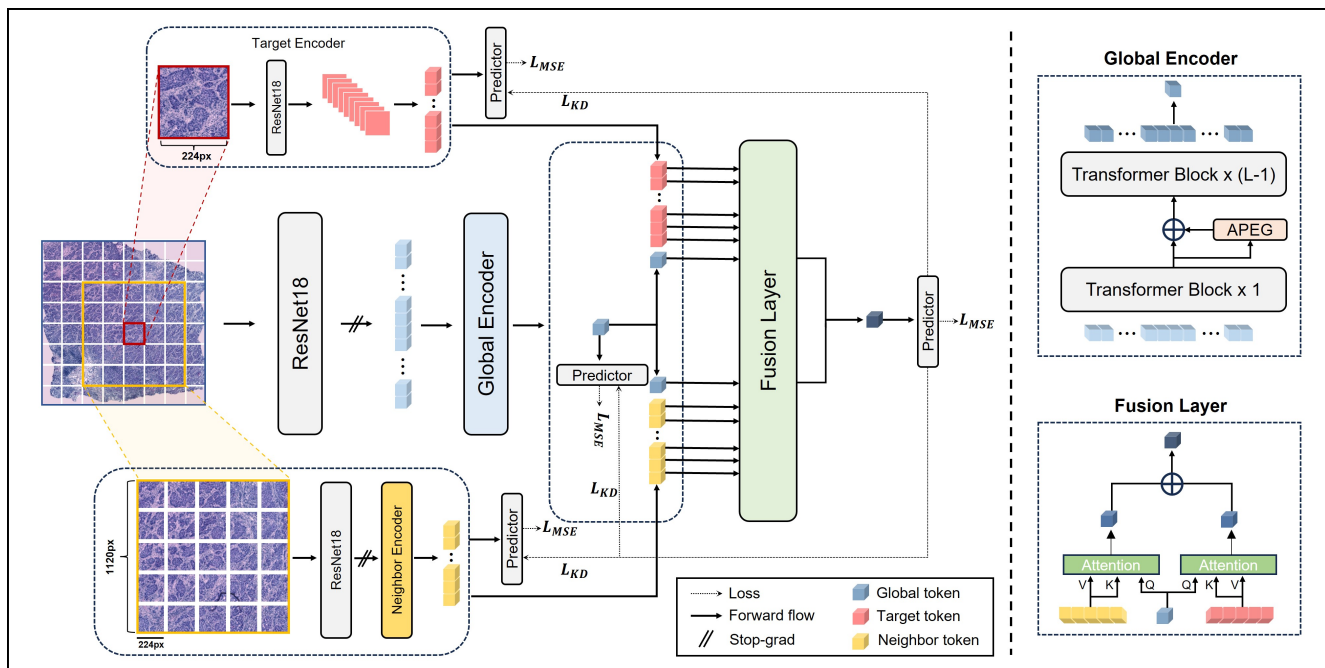 Target Encoder
ResNet18
224px
Predictor
L_MSE
L_KD
ResNet18
Global Encoder
Predictor
L_MSE
L_KD
Fusion Layer
Predictor
L_MSE
1120px
224px
ResNet18
Neighbor Encoder
Predictor
L_MSE
L_KD
Loss
Forward flow
Stop-grad
Global token
Target token
Neighbor token
Global Encoder
Transformer Block x (L-1)
APEG
Transformer Block x 1
Fusion Layer
Attention
Attention
V K Q Q K V